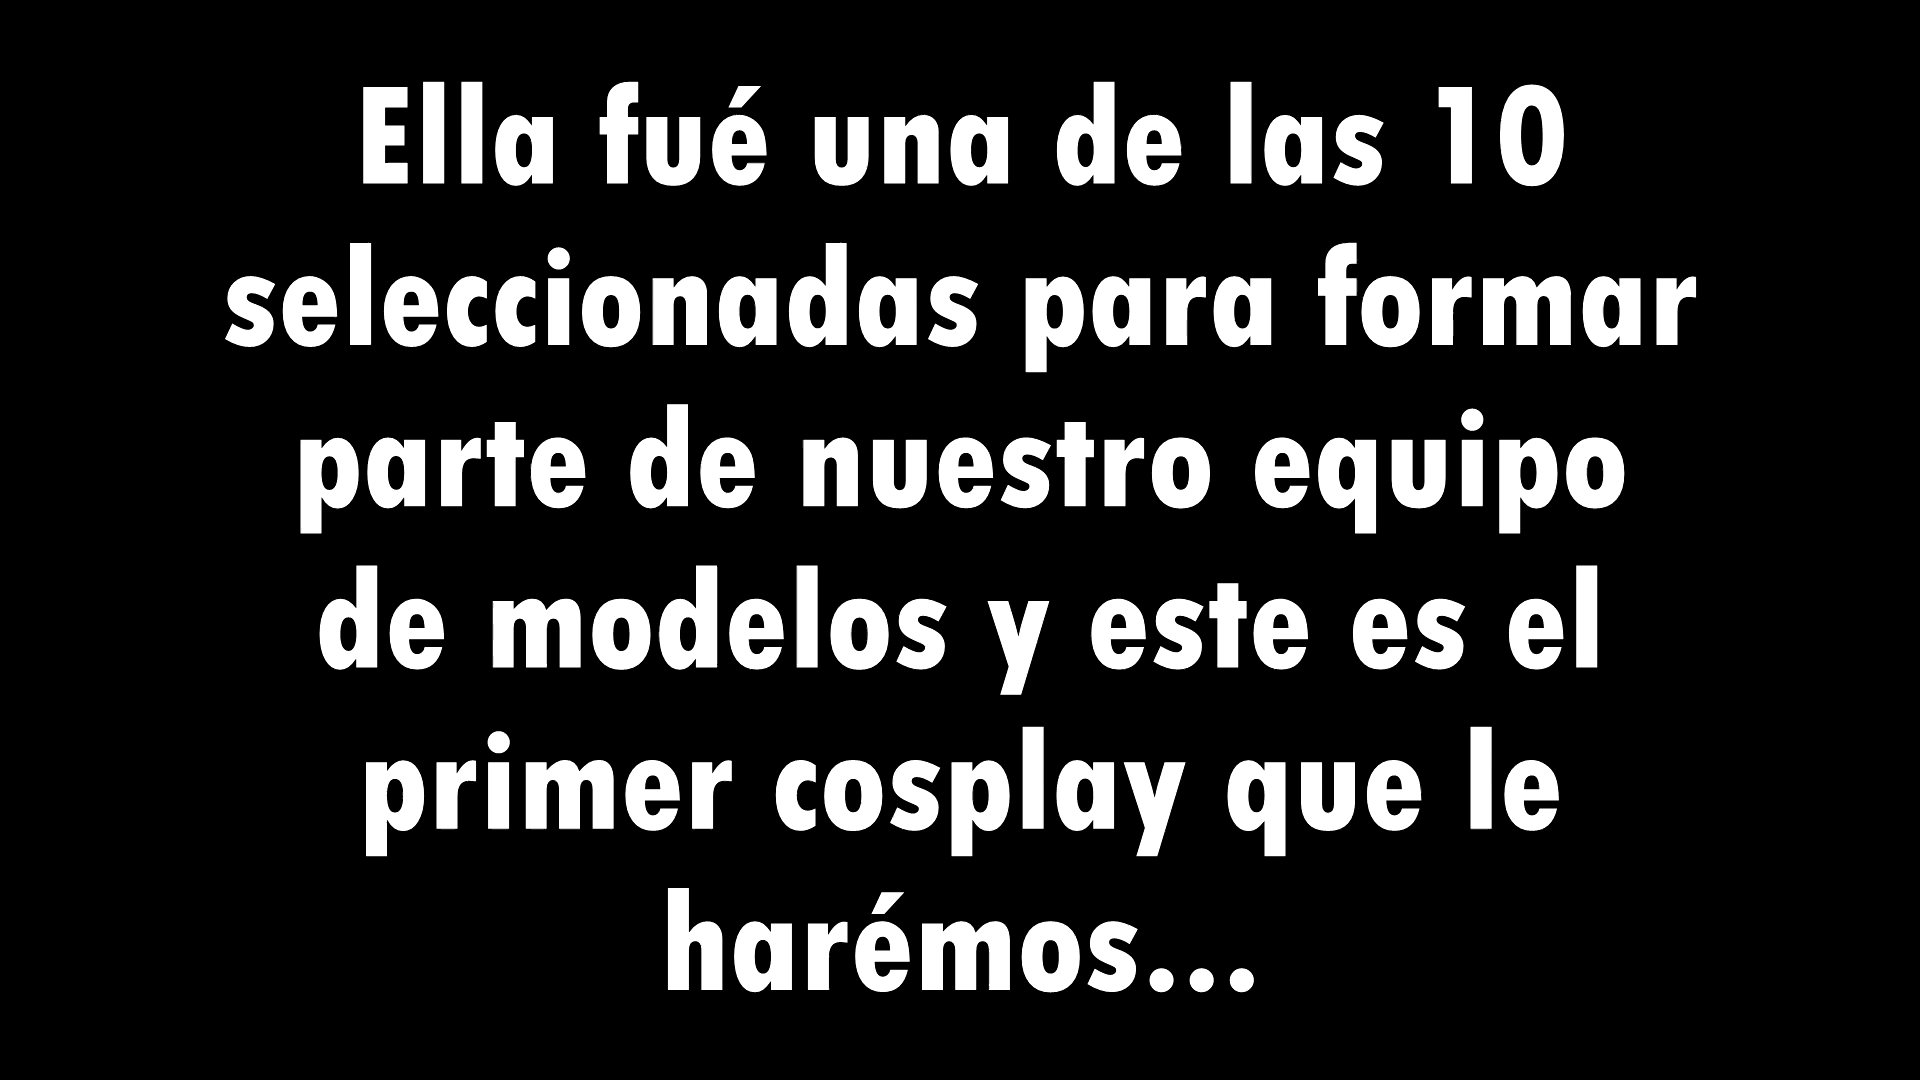 Ella fué una de las 10
seleccionadas para formar
parte de nuestro equipo
de modelos y este es el
primer cosplay que le
harémos...